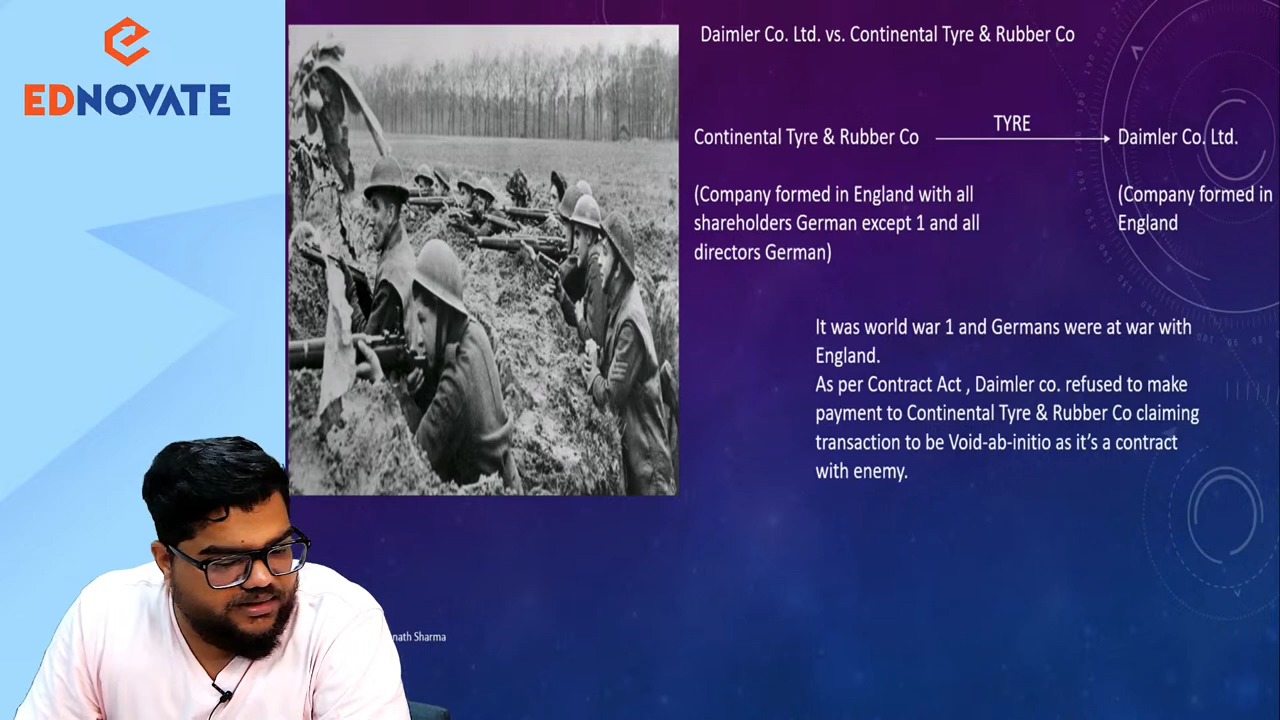 EDNOVATE
Daimler Co. Ltd. vs. Continental Tyre & Rubber Co
TYRE
Continental Tyre & Rubber Co
Daimler Co. Ltd.
(Company formed in England with all
shareholders German except 1 and all
directors German)
(Company formed in
England
It was world war 1 and Germans were at war with
England.
As per Contract Act , Daimler co. refused to make
payment to Continental Tyre & Rubber Co claiming
transaction to be Void-ab-initio as it's a contract
with enemy.
Sharma